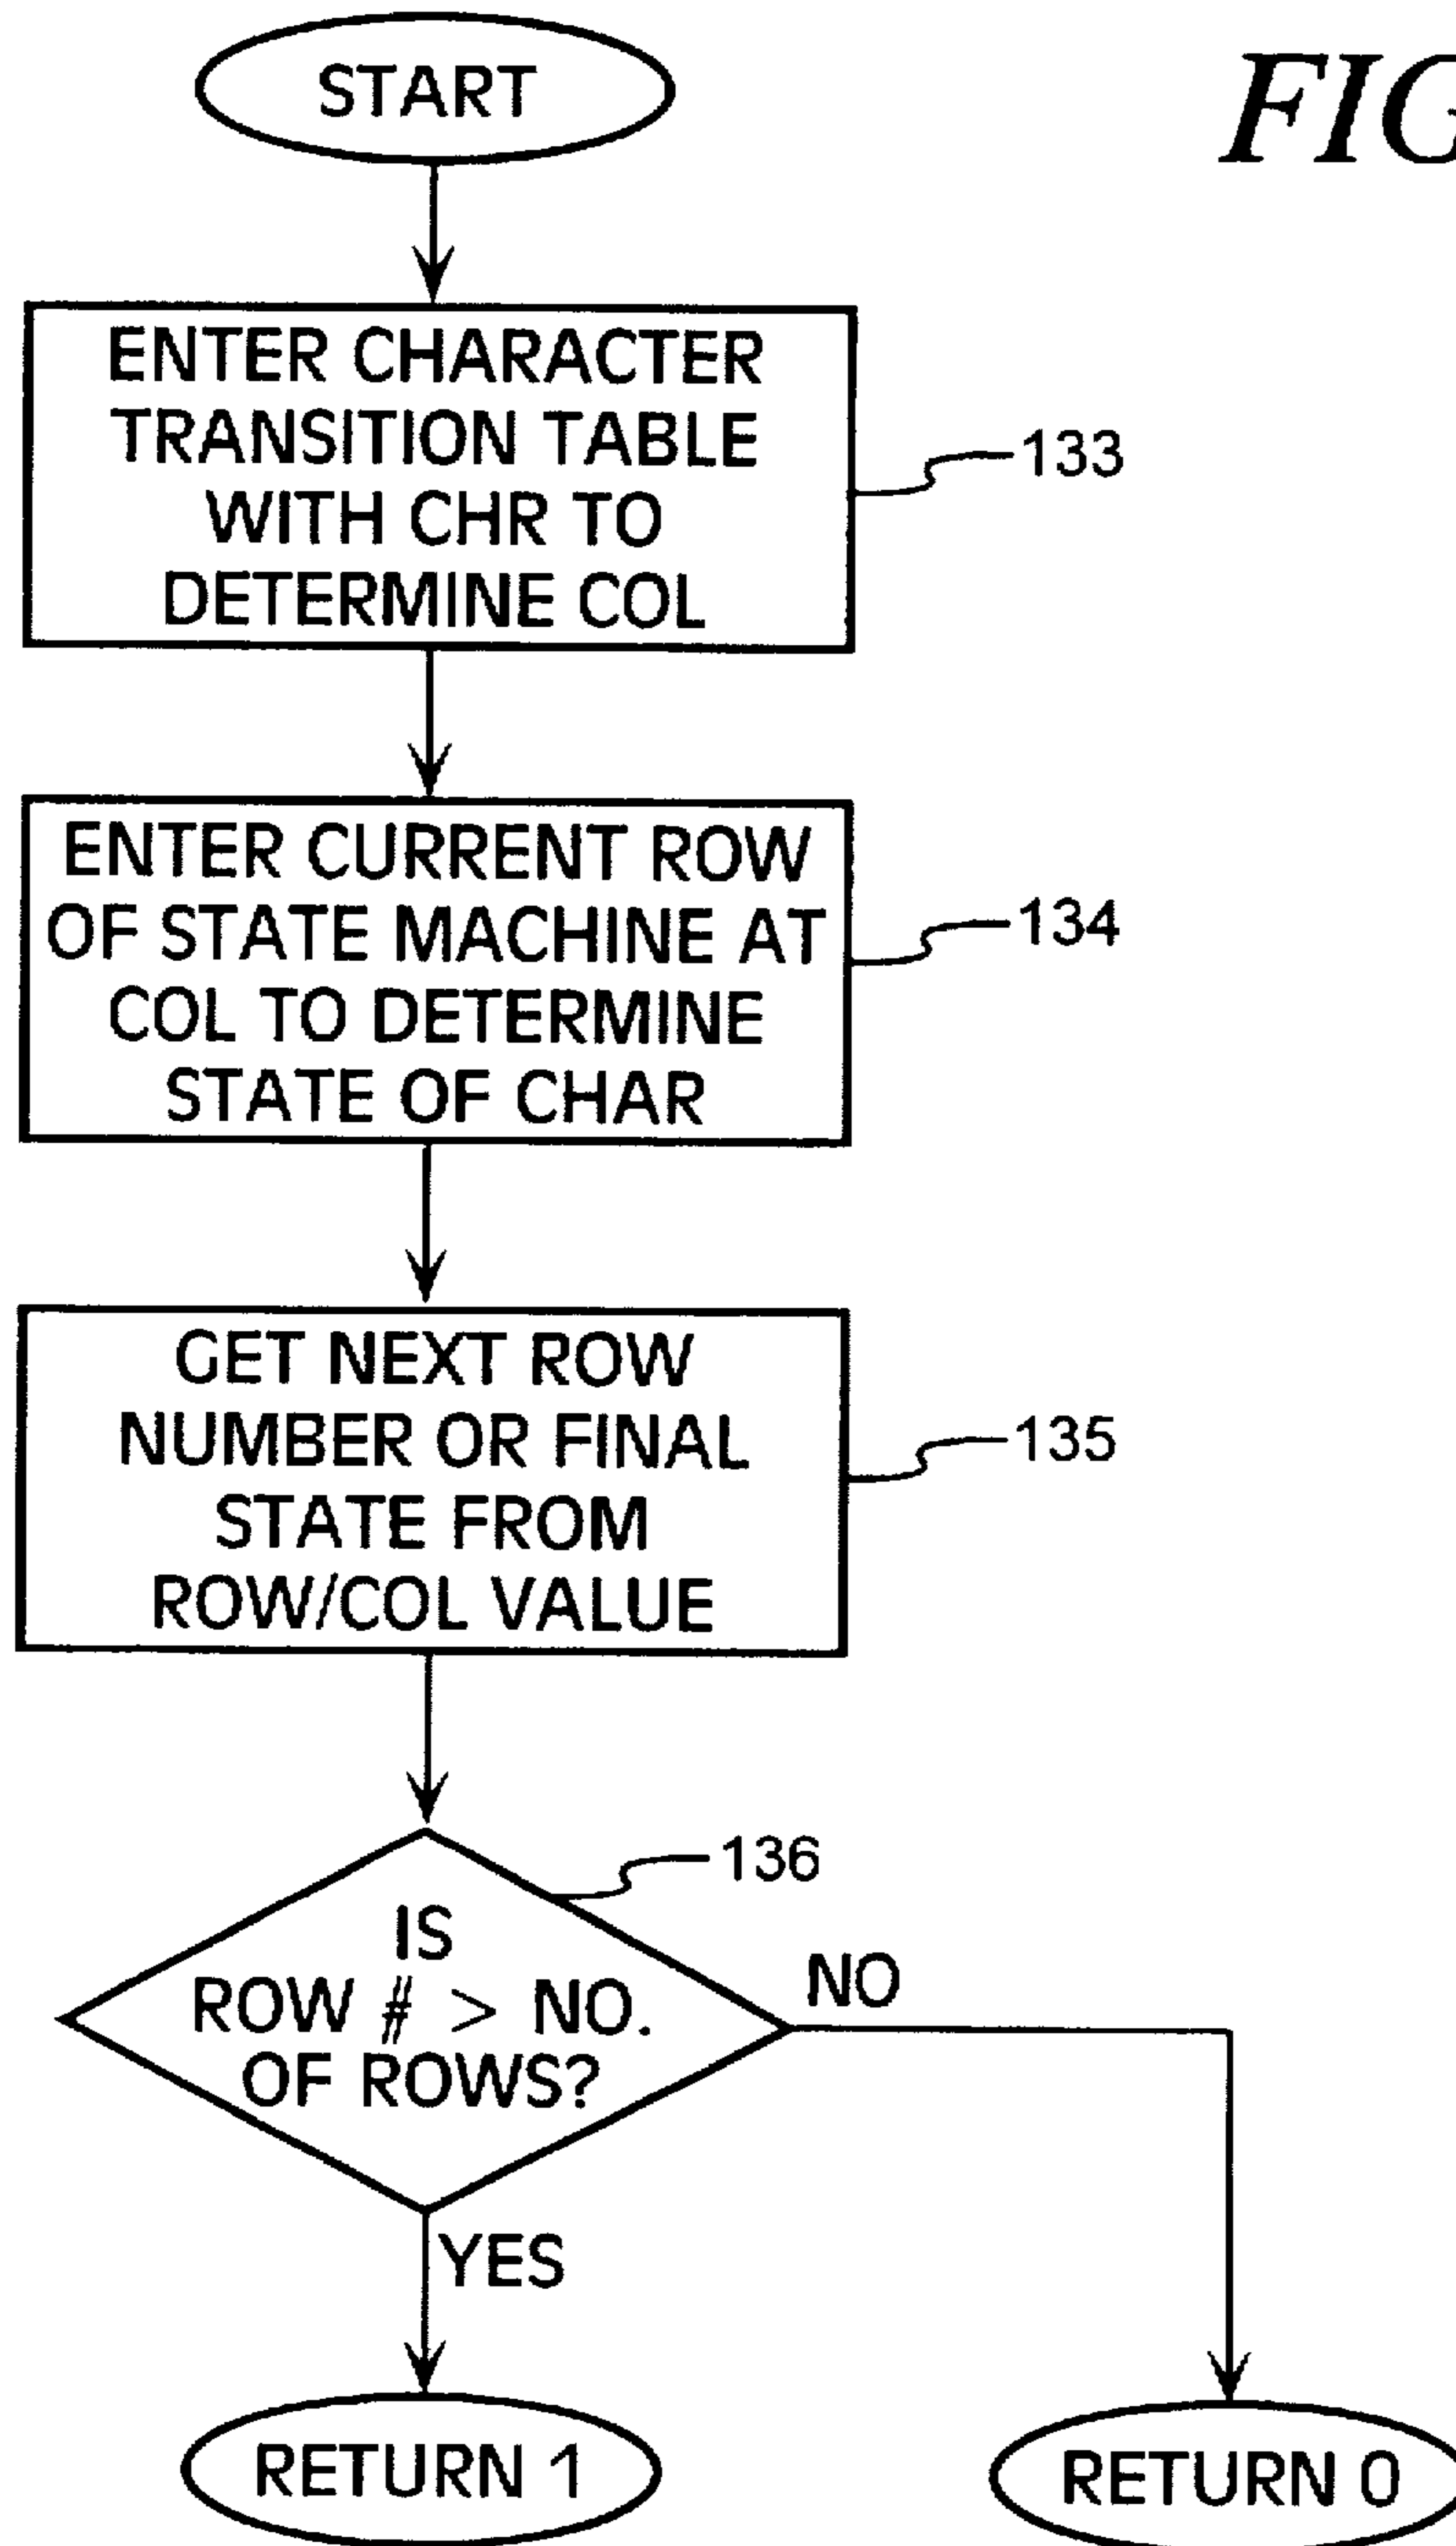 START
FIG
ENTER CHARACTER
TRANSITION TABLE
WITH CHR TO
DETERMINE COL
133
ENTER CURRENT ROW
OF STATE MACHINE AT
COL TO DETERMINE
STATE OF CHAR
134
GET NEXT ROW
NUMBER OR FINAL
STATE FROM
ROW/COL VALUE
135
136
IS
ROW # > NO.
OF ROWS?
NO
YES
RETURN 1
RETURN 0